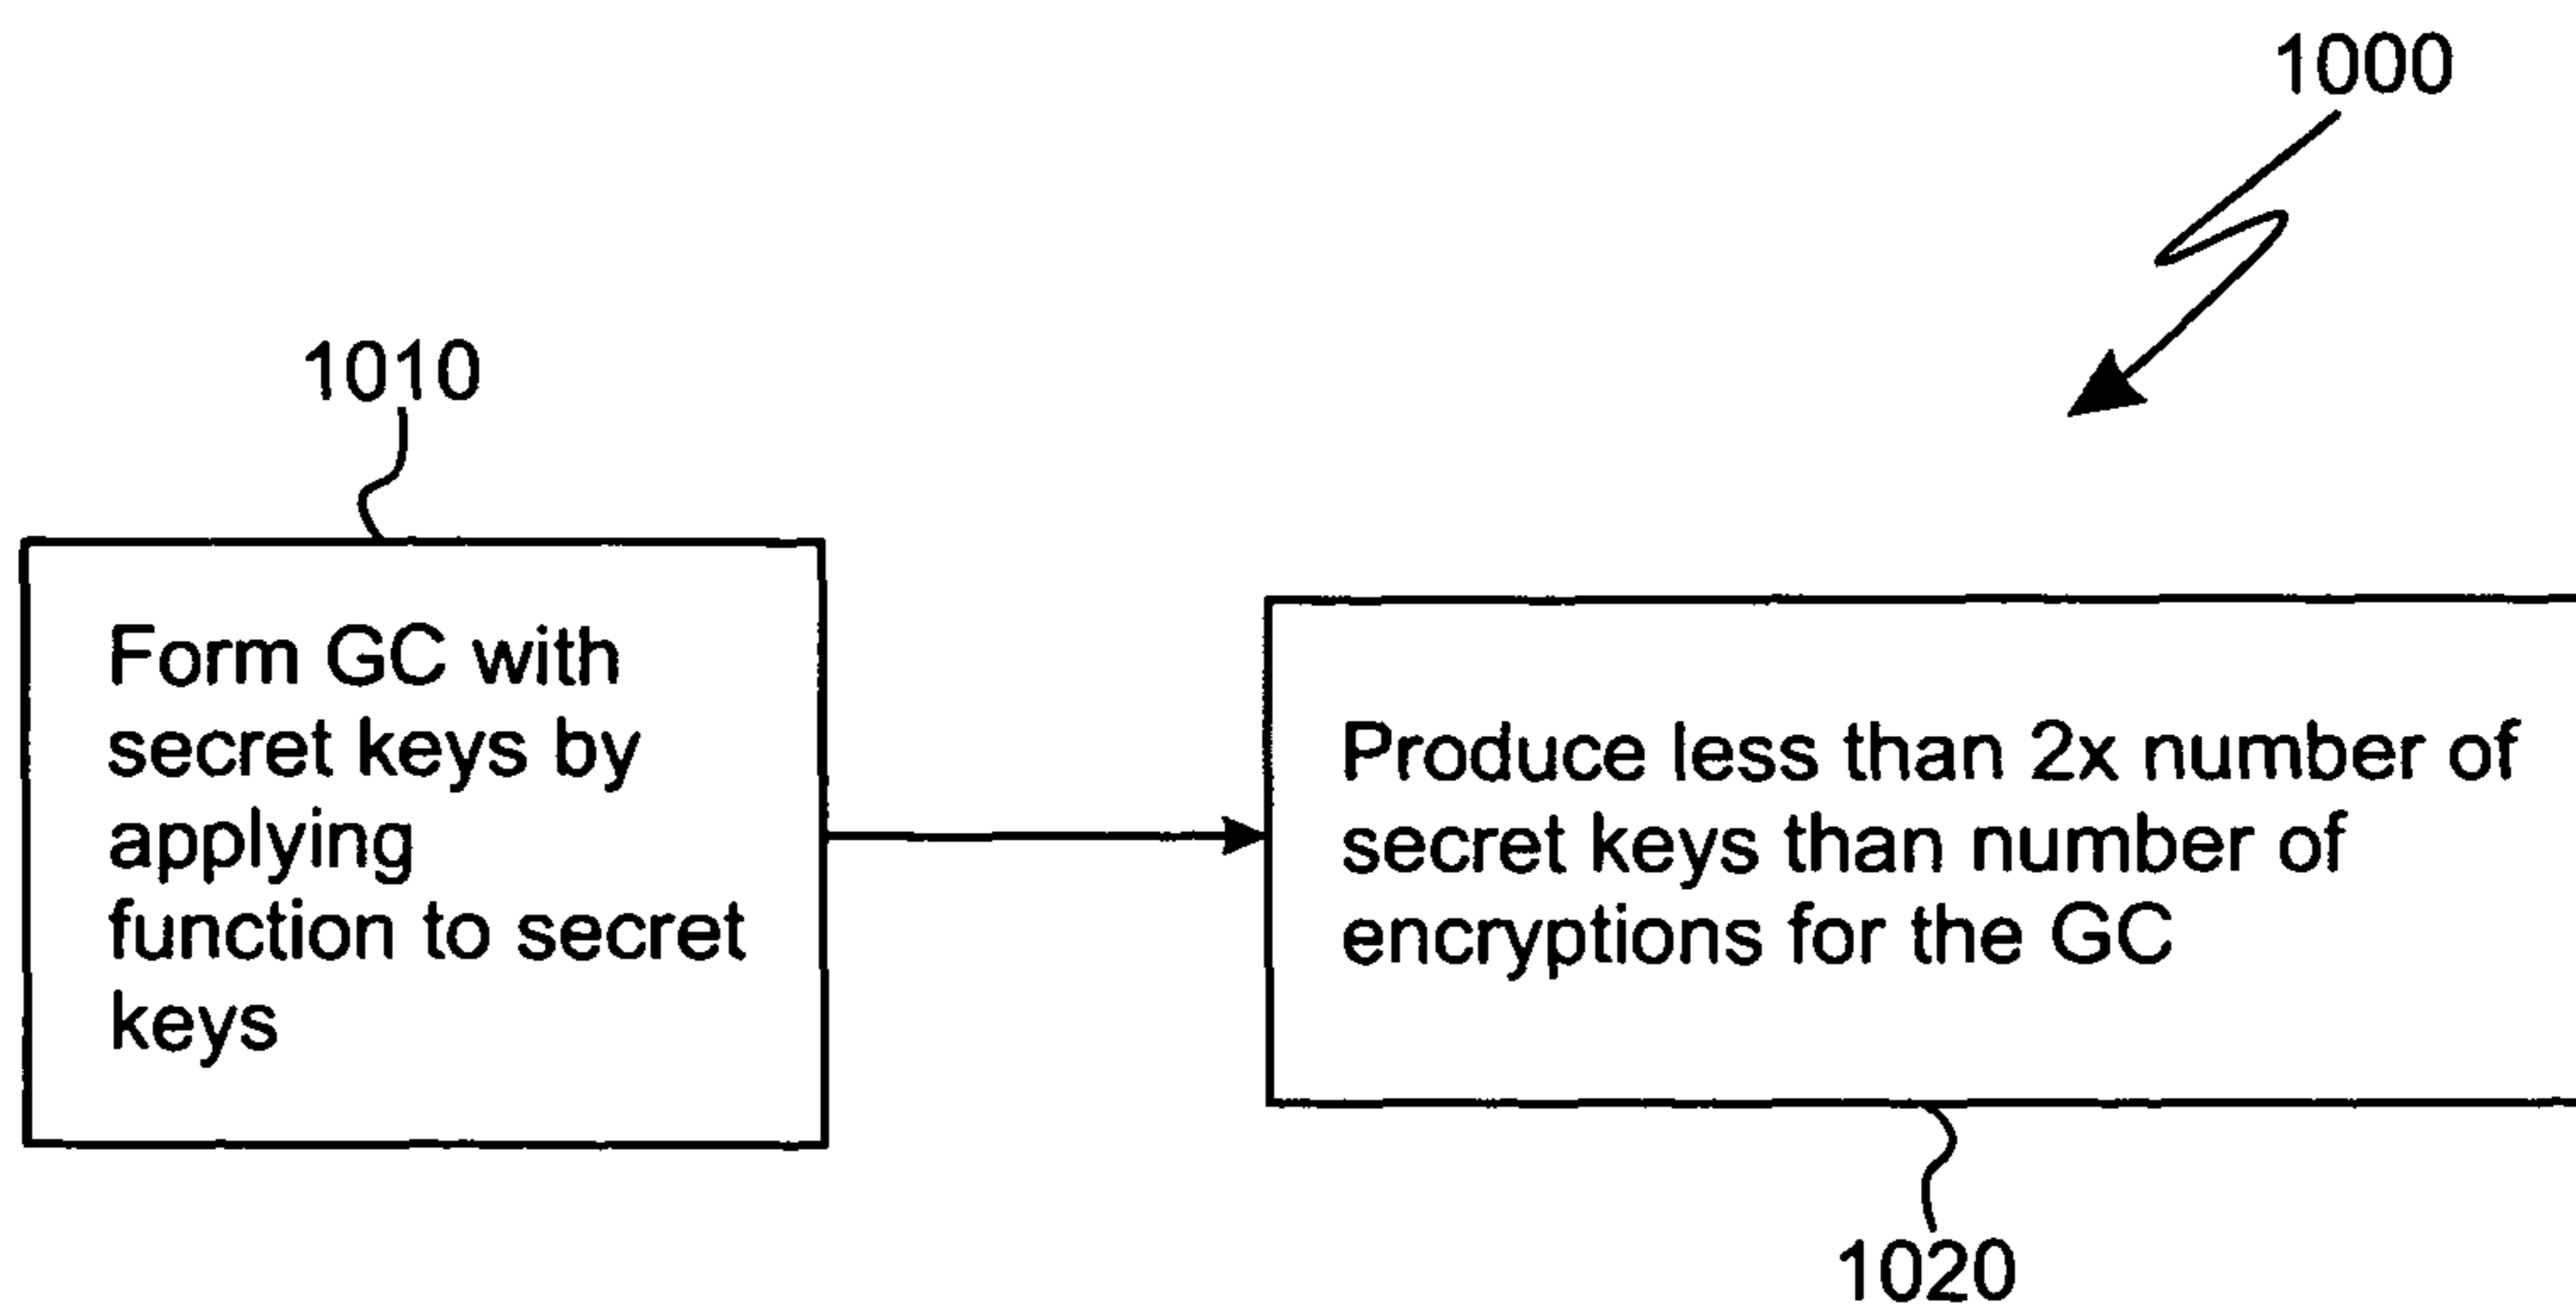 1000
1010
Form GC with
secret keys by
applying
function to secret
keys
Produce less than 2x number of
secret keys than number of
encryptions for the GC
1020